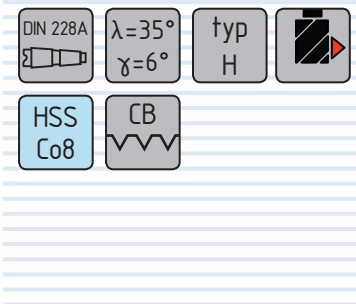 DIN 228A
λ=35°
γ=6°
typ
H
HSS
Co8
CB